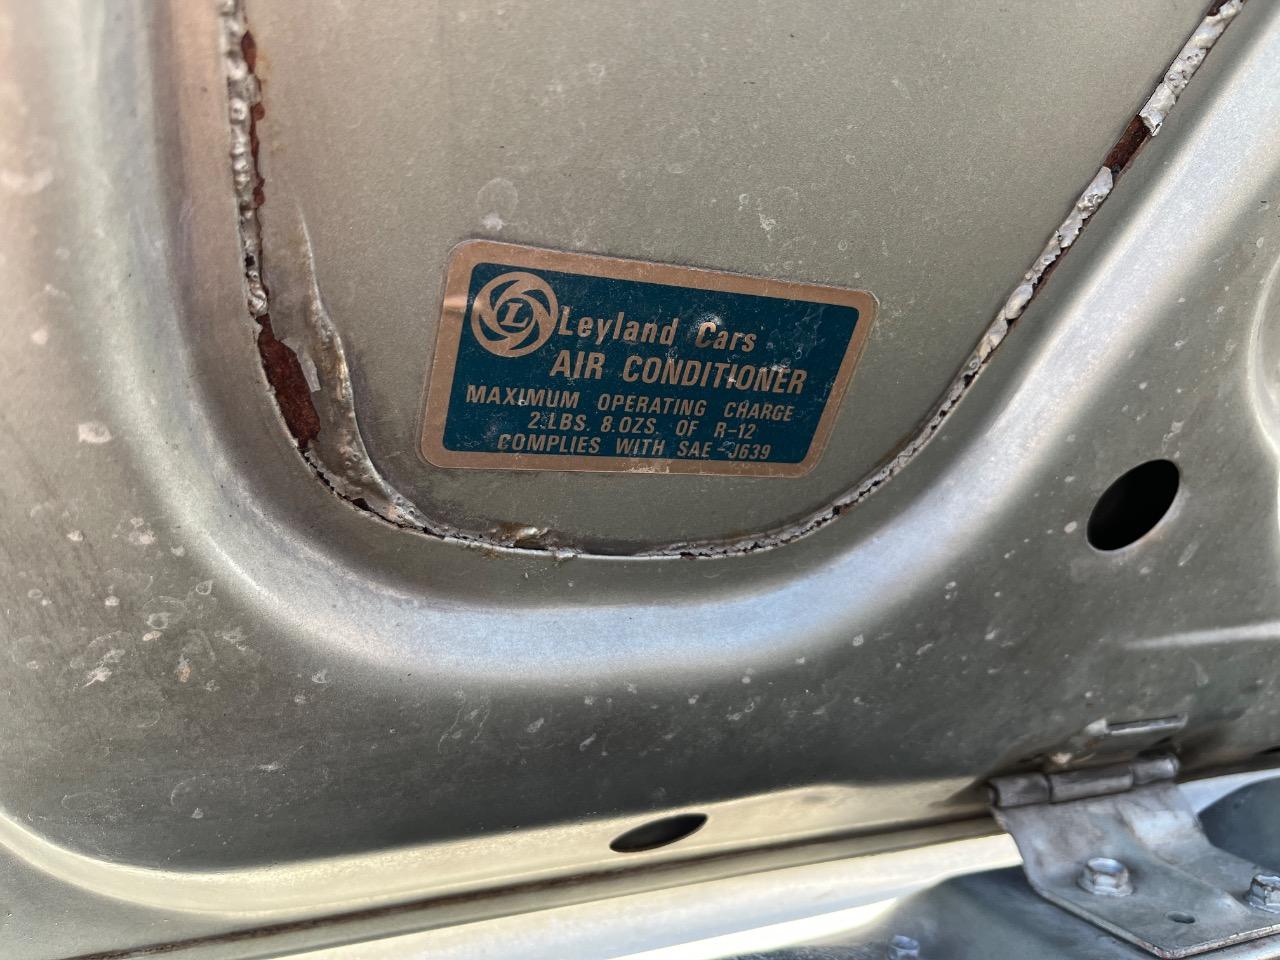 L
Leyland Cars
AIR CONDITIONER
MAXIMUM OPERATING CHARGE
2.LBS. 8.OZS. OF R-12
COMPLIES WITH SAE-J639